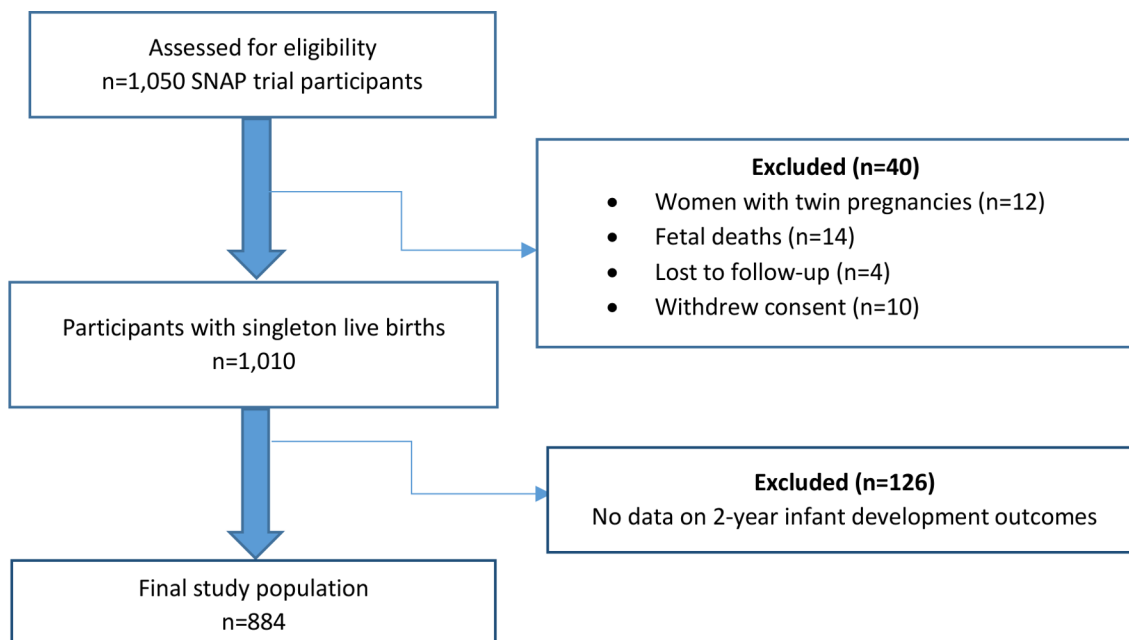 Assessed for eligibility
n=1,050 SNAP trial participants
Excluded (n=40)
• Women with twin pregnancies (n=12)
• Fetal deaths (n=14)
• Lost to follow-up (n=4)
• Withdrew consent (n=10)
Participants with singleton live births
n=1,010
Excluded (n=126)
No data on 2-year infant development outcomes
Final study population
n=884